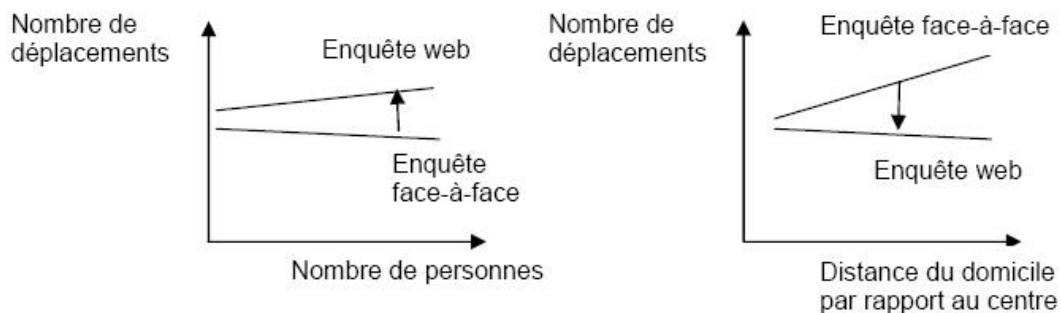 Nombre de
déplacements
Enquête web
Enquête
face-à-face
Nombre de personnes
Nombre de
déplacements
Enquête face-à-face
Enquête web
Distance du domicile
par rapport au centre